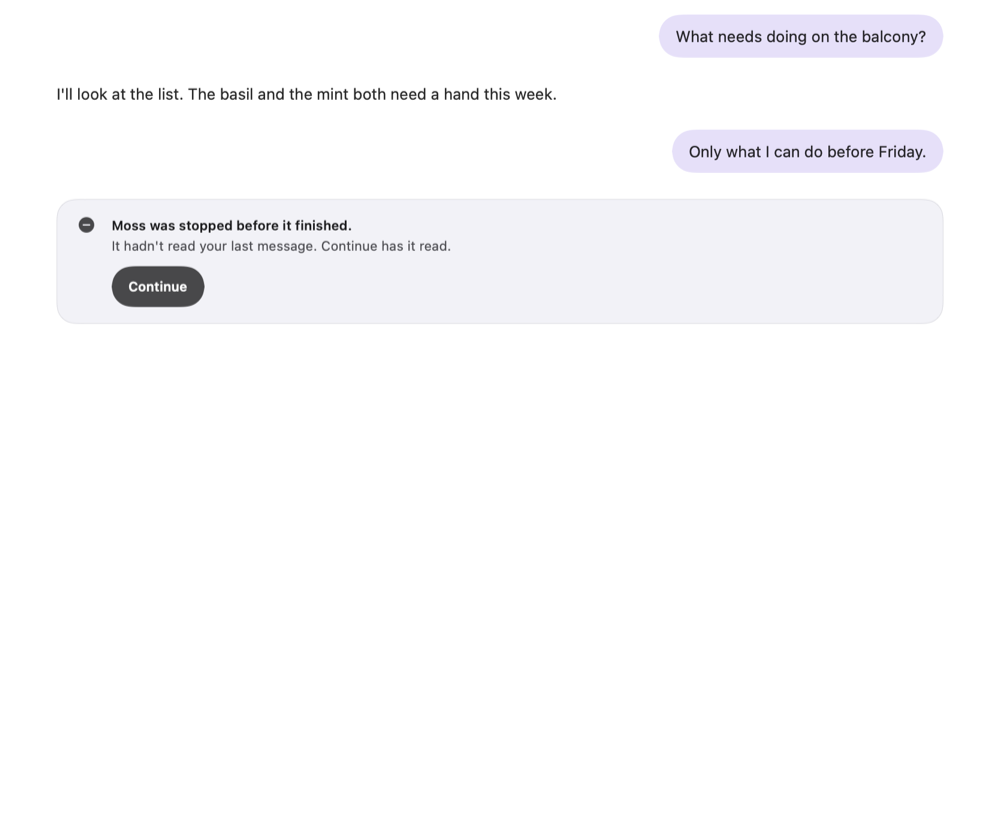 What needs doing on the balcony?
I'll look at the list. The basil and the mint both need a hand this week.
Only what I can do before Friday.
Moss was stopped before it finished.
It hadn't read your last message. Continue has it read.
Continue